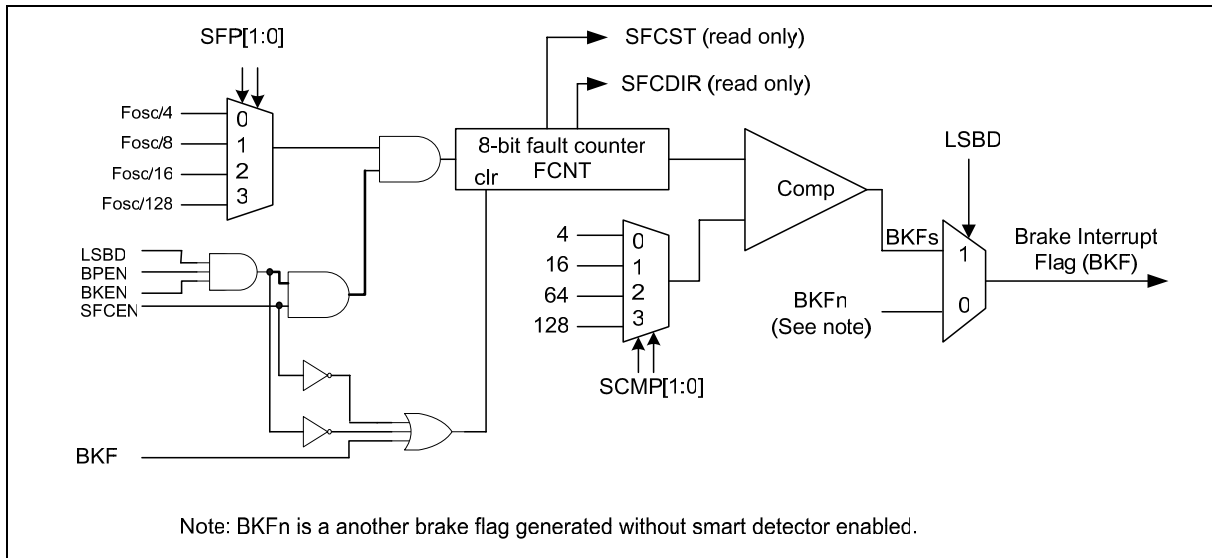 SFP[1:0]
SFCST (read only)
SFCDIR (read only)
Fosc/4
Fosc/8
Fosc/16
Fosc/128
0
1
2
3
8-bit fault counter
FCNT
clr
Comp
LSBD
LSBD
BPEN
BKEN
SFCEN
4
16
64
128
0
1
2
3
SCMP[1:0]
BKFs
BKFn
(See note)
1
0
Brake Interrupt
Flag (BKF)
BKF
Note: BKFn is a another brake flag generated without smart detector enabled.